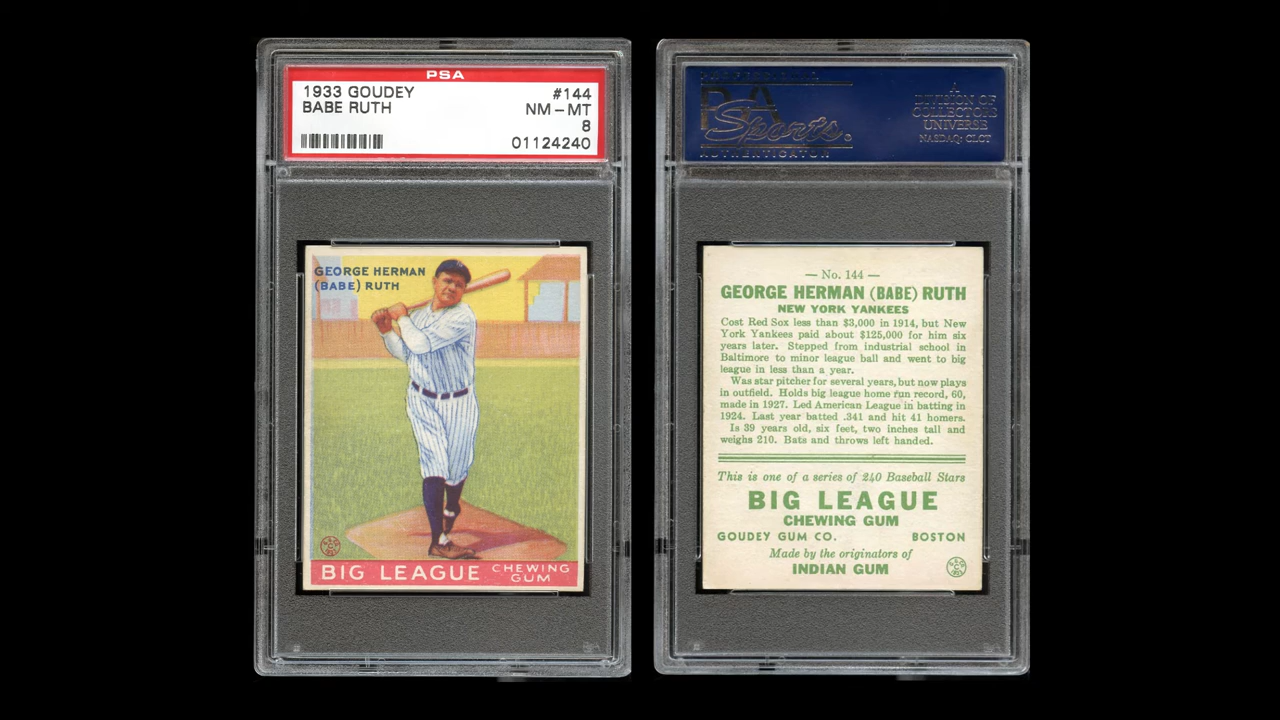 PSA
1933 GOUDEY #144
BABE RUTH NM-MT
8
01124240
GEORGE HERMAN
(BABE) RUTH
BIG LEAGUE CHEWING
GUM
PROFESSIONAL
PSA
Sports.
AUTHENTICATOR
A
DIVISION OF
COLLECTORS
UNIVERSE
NASDAQ: CLCT
— No. 144 —
GEORGE HERMAN (BABE) RUTH
NEW YORK YANKEES
Cost Red Sox less than $3,000 in 1914, but New
York Yankees paid about $125,000 for him six
years later. Stepped from industrial school in
Baltimore to minor league ball and went to big
league in less than a year.
Was star pitcher for several years, but now plays
in outfield. Holds big league home run record, 60,
made in 1927. Led American League in batting in
1924. Last year batted .341 and hit 41 homers.
Is 39 years old, six feet, two inches tall and
weighs 210. Bats and throws left handed.
This is one of a series of 240 Baseball Stars
BIG LEAGUE
CHEWING GUM
GOUDEY GUM CO. BOSTON
Made by the originators of
INDIAN GUM